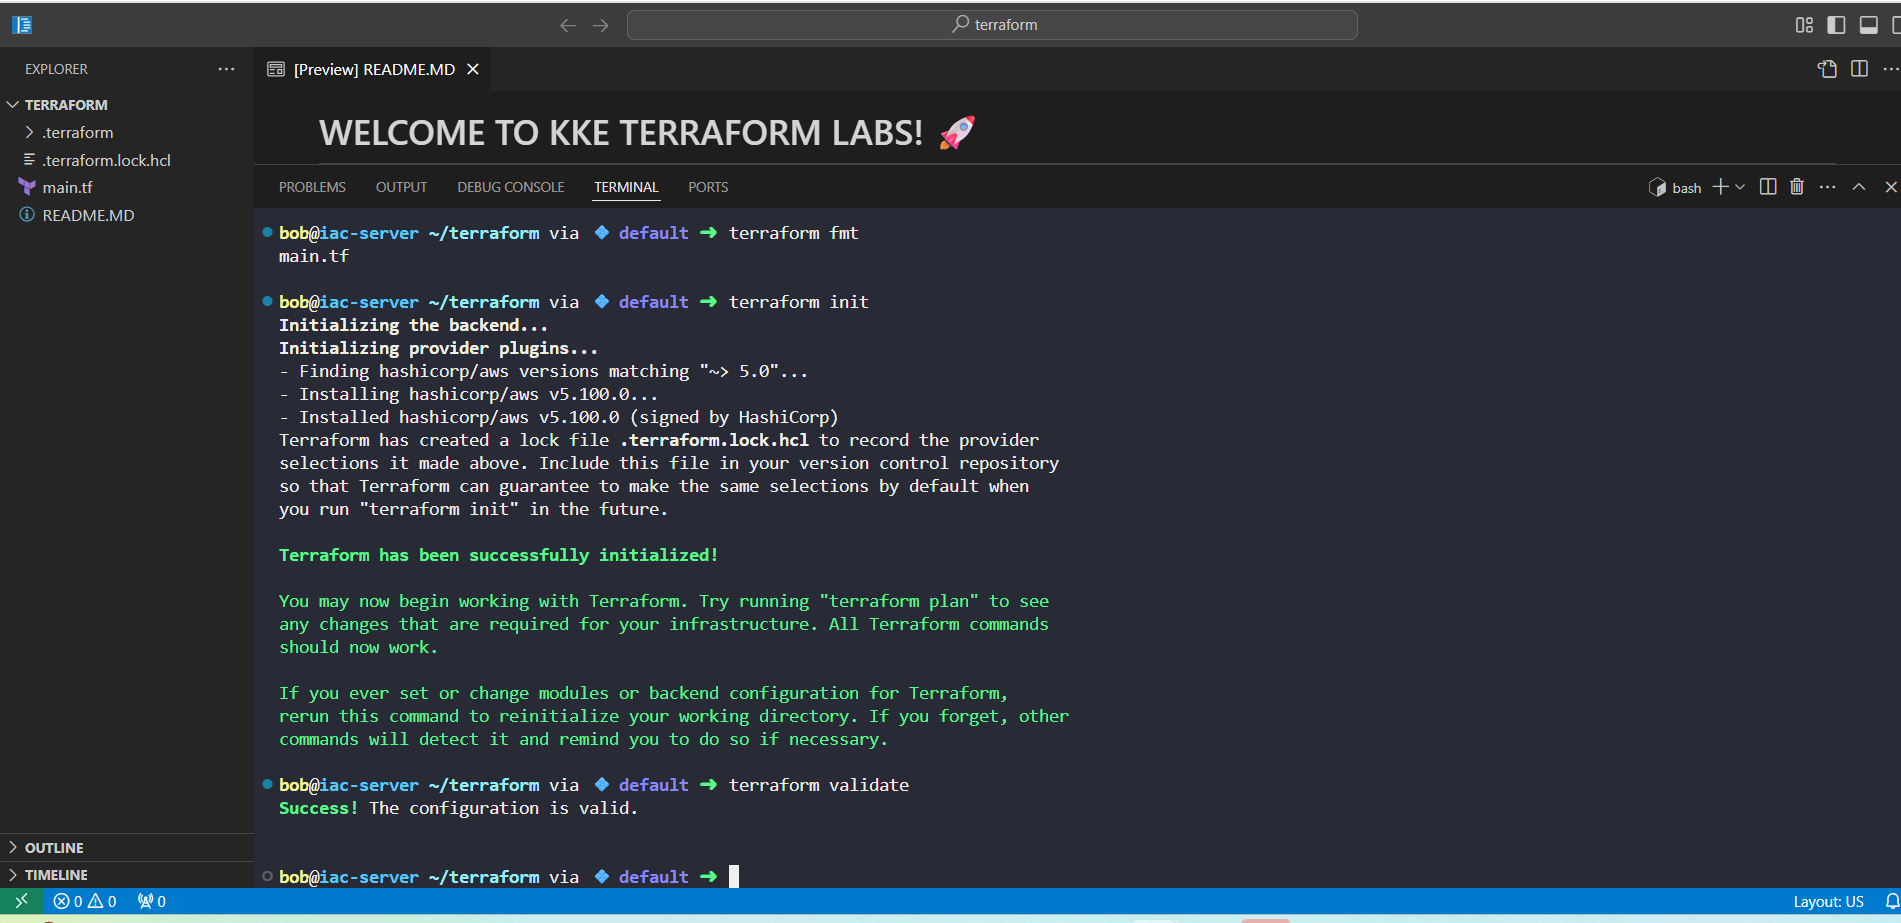 terraform
EXPLORER
[Preview] README.MD
TERRAFORM
.terraform
.terraform.lock.hcl
main.tf
README.MD
WELCOME TO KKE TERRAFORM LABS! 🚀
PROBLEMS OUTPUT DEBUG CONSOLE TERMINAL PORTS
bash
bob@iac-server ~/terraform via default ➜ terraform fmt
main.tf
bob@iac-server ~/terraform via default ➜ terraform init
Initializing the backend...
Initializing provider plugins...
- Finding hashicorp/aws versions matching "~> 5.0"...
- Installing hashicorp/aws v5.100.0...
- Installed hashicorp/aws v5.100.0 (signed by HashiCorp)
Terraform has created a lock file .terraform.lock.hcl to record the provider
selections it made above. Include this file in your version control repository
so that Terraform can guarantee to make the same selections by default when
you run "terraform init" in the future.
Terraform has been successfully initialized!
You may now begin working with Terraform. Try running "terraform plan" to see
any changes that are required for your infrastructure. All Terraform commands
should now work.
If you ever set or change modules or backend configuration for Terraform,
rerun this command to reinitialize your working directory. If you forget, other
commands will detect it and remind you to do so if necessary.
bob@iac-server ~/terraform via default ➜ terraform validate
Success! The configuration is valid.
bob@iac-server ~/terraform via default ➜
OUTLINE
TIMELINE
0 0 0
Layout: US